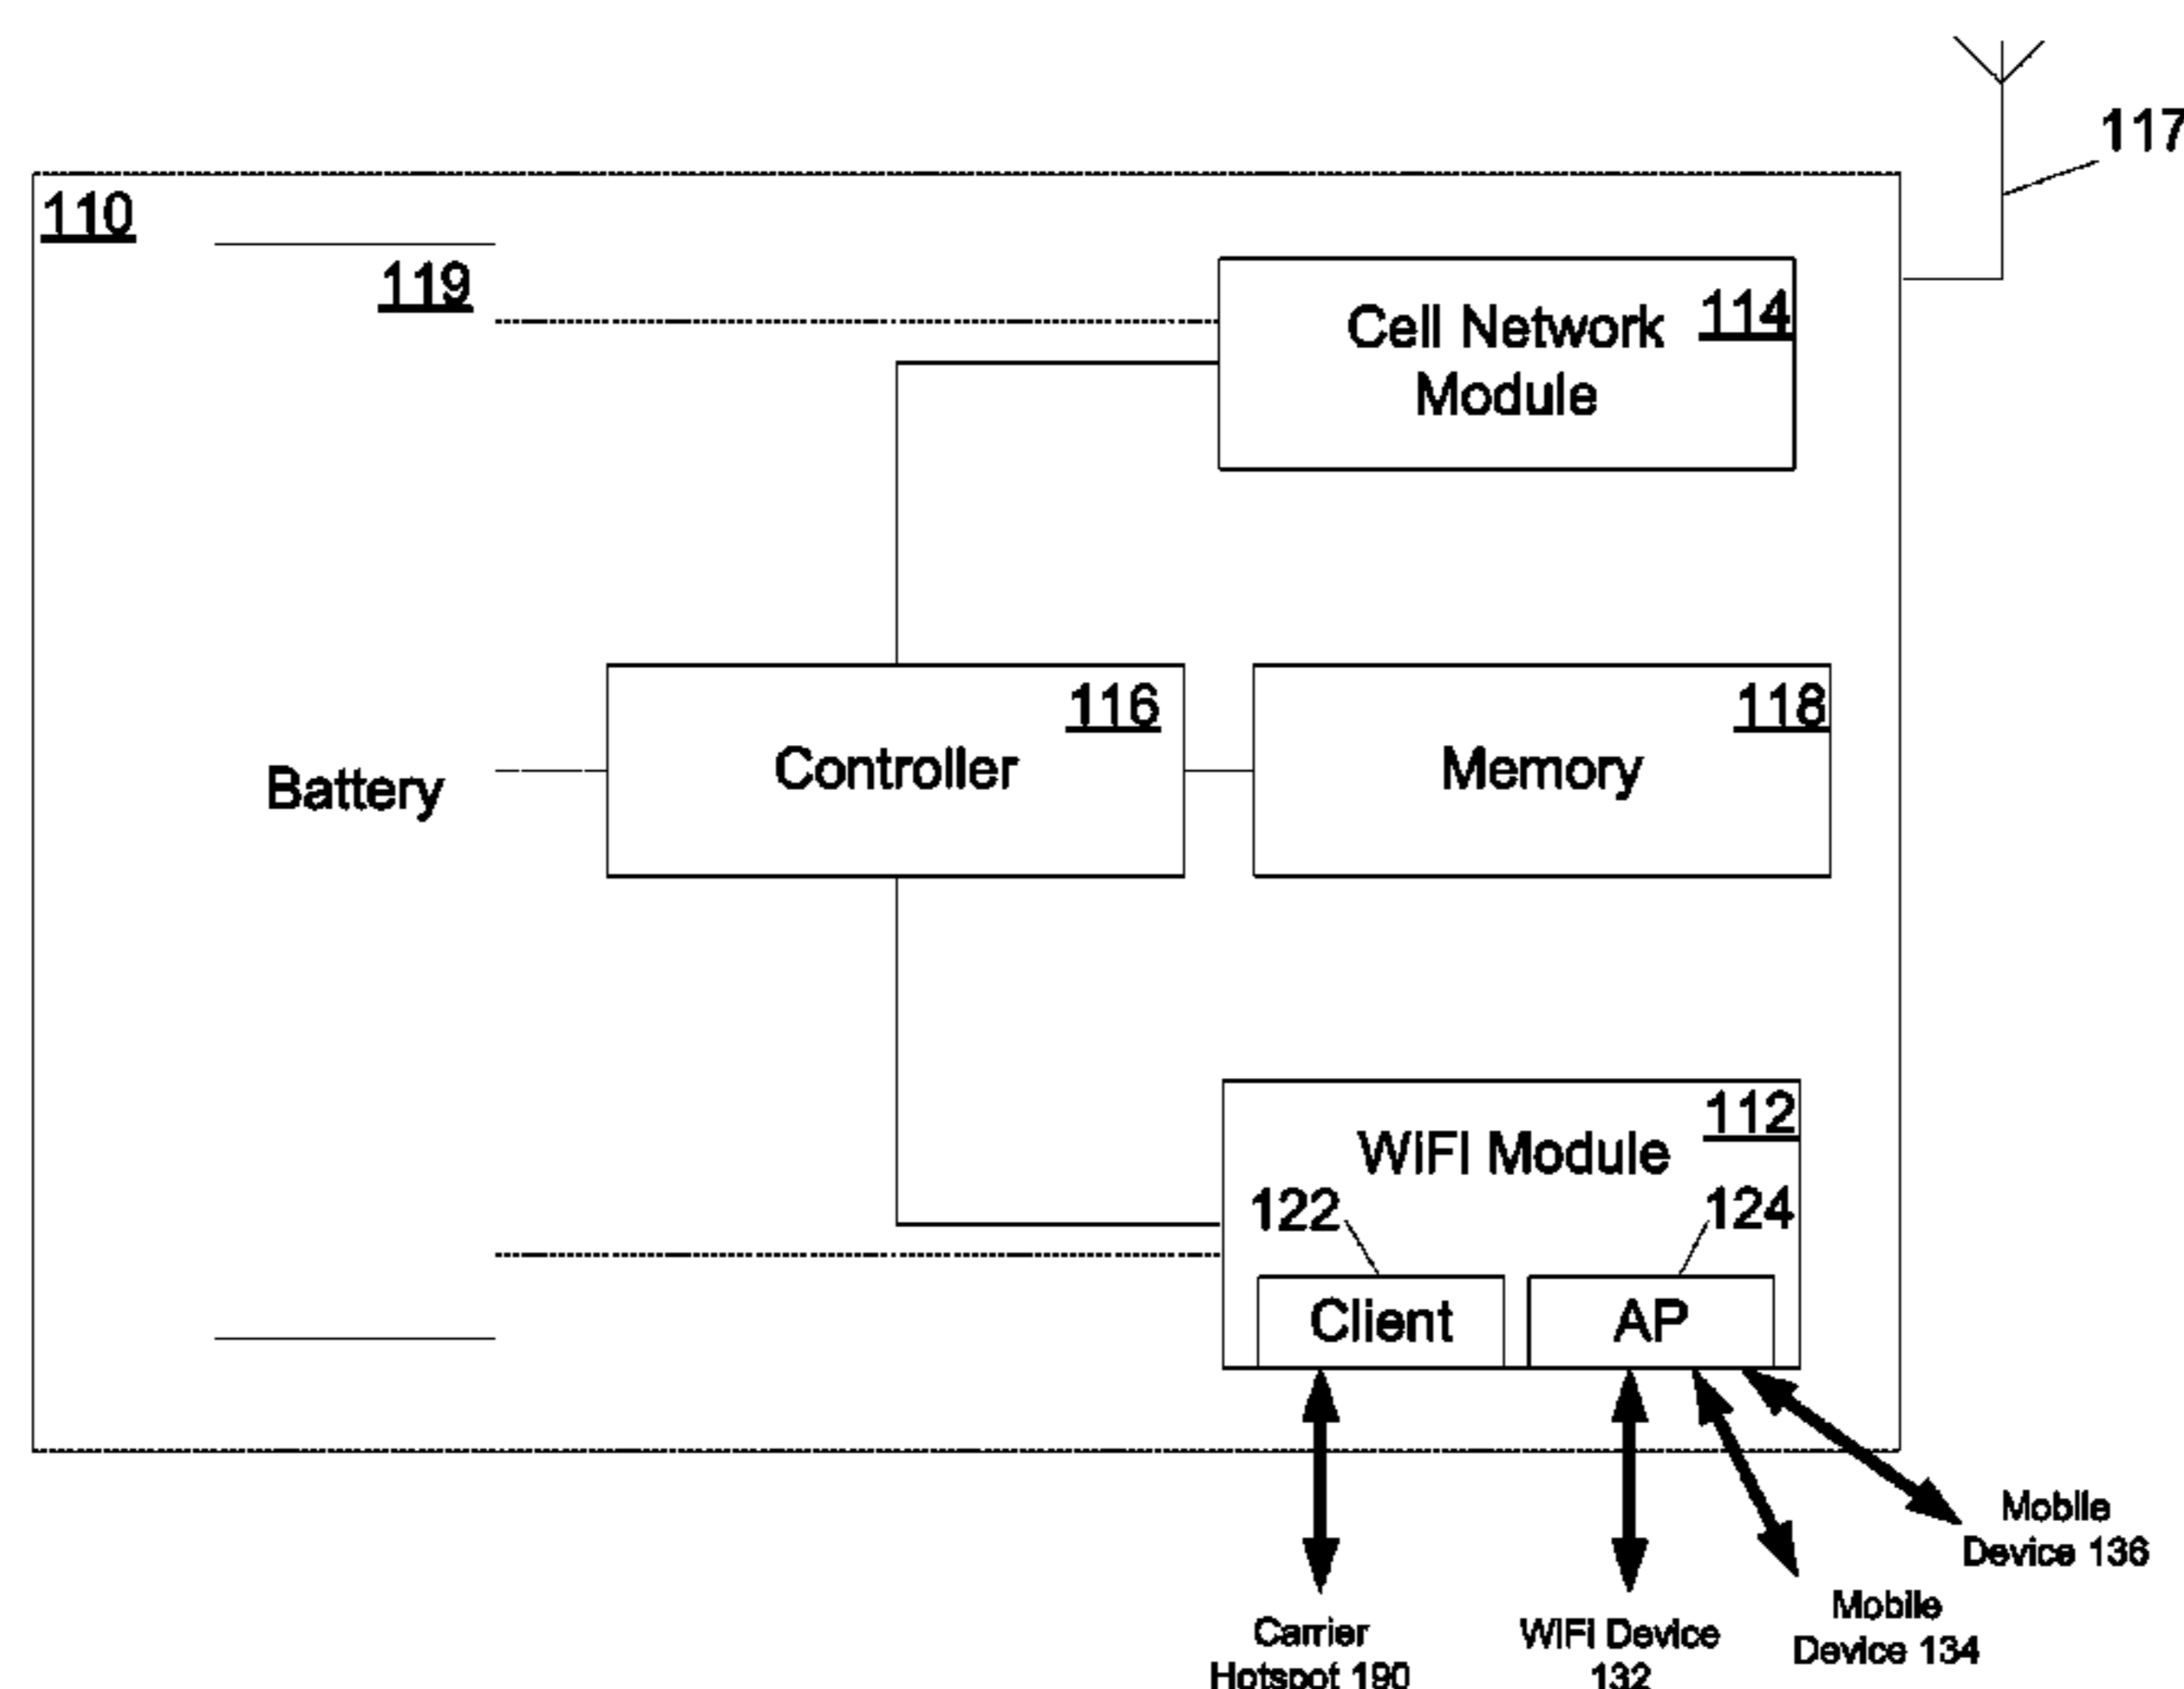 117
110
119
114
Cell Network
Module
116
Controller
118
Memory
Battery
112
WiFi Module
122
124
Client
AP
Carrier
Hotspot 190
WiFi Device
132
Mobile
Device 134
Mobile
Device 136